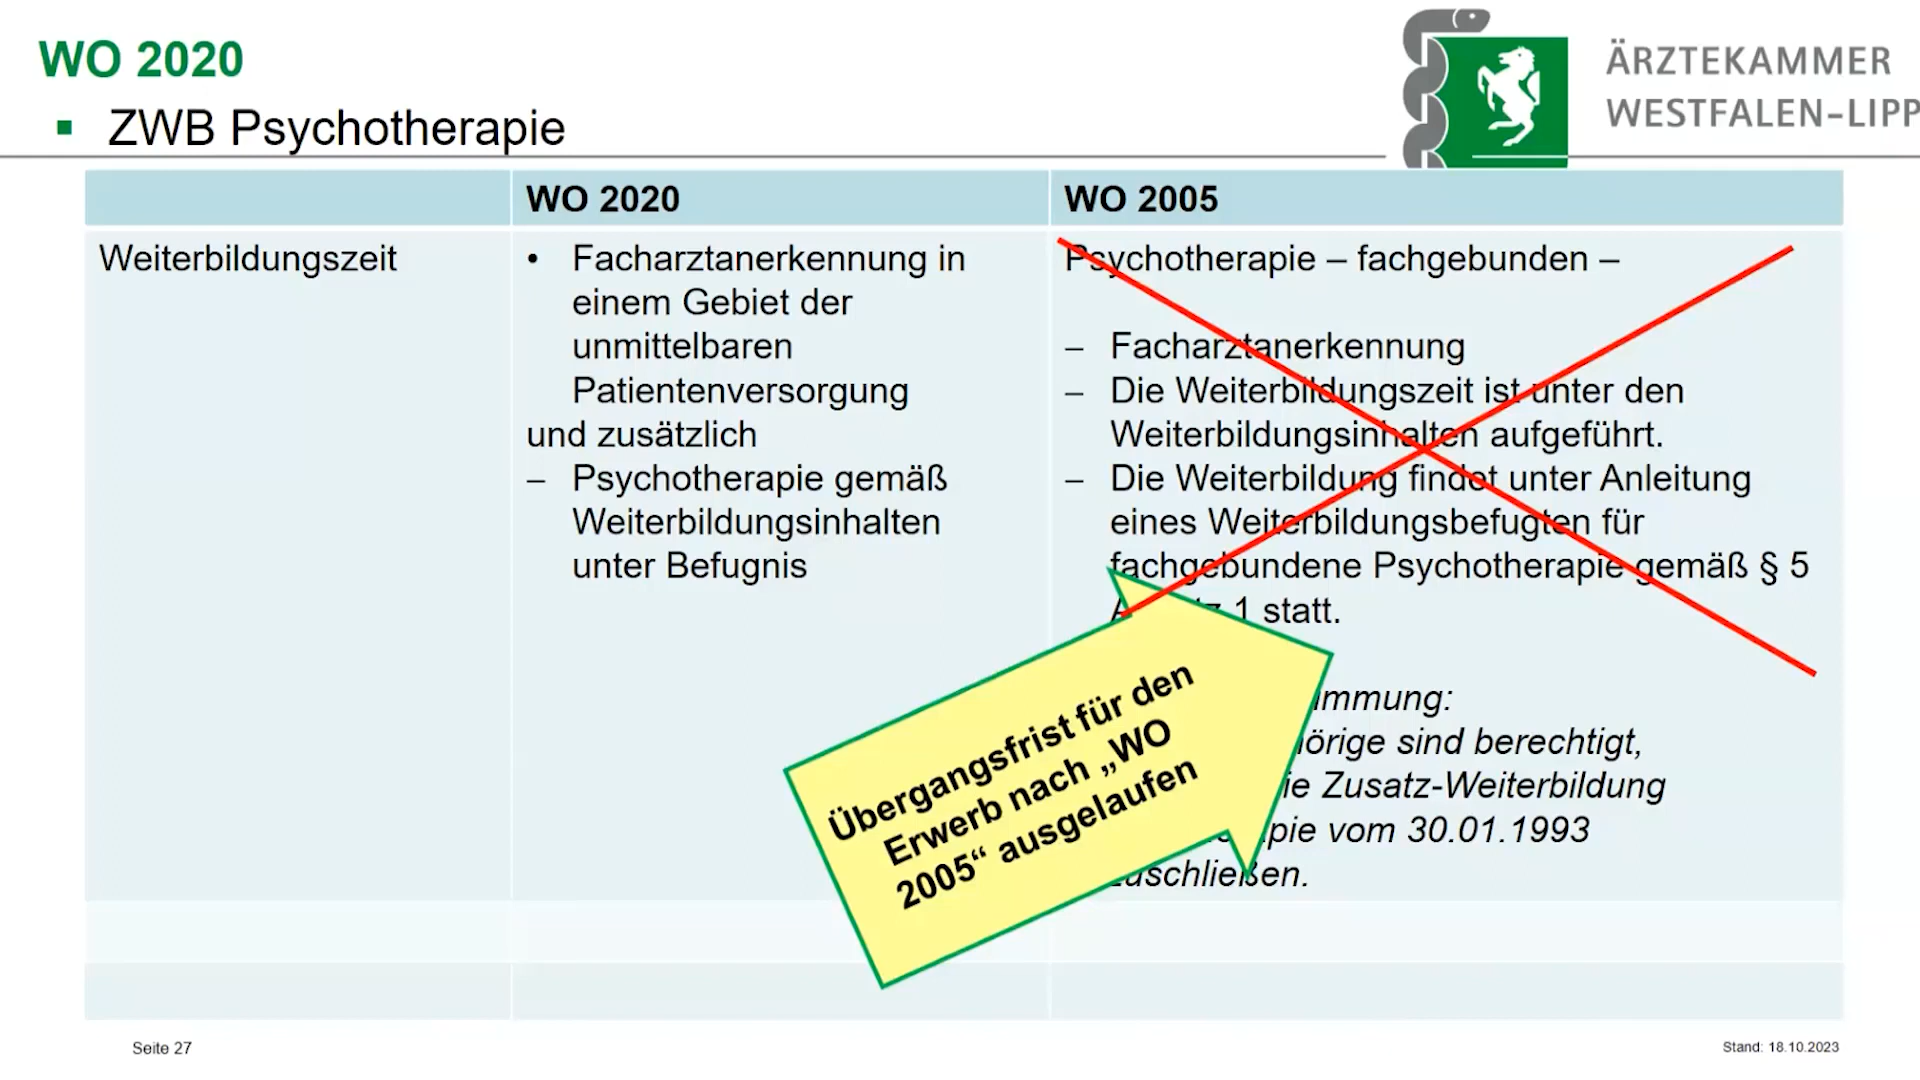 WO 2020
▪ ZWB Psychotherapie
ÄRZTEKAMMER
WESTFALEN-LIPP
WO 2020
WO 2005
Weiterbildungszeit
• Facharztanerkennung in
einem Gebiet der
unmittelbaren
Patientenversorgung
und zusätzlich
– Psychotherapie gemäß
Weiterbildungsinhalten
unter Befugnis
Psychotherapie – fachgebunden –
– Facharztanerkennung
– Die Weiterbildungszeit ist unter den
Weiterbildungsinhalten aufgeführt.
– Die Weiterbildung findet unter Anleitung
eines Weiterbildungsbefugten für
fachgebundene Psychotherapie gemäß § 5
1 statt.
mmung:
örige sind berechtigt,
ie Zusatz-Weiterbildung
pie vom 30.01.1993
zuschließen.
Übergangsfrist für den
Erwerb nach „WO
2005“ ausgelaufen
Seite 27
Stand: 18.10.2023